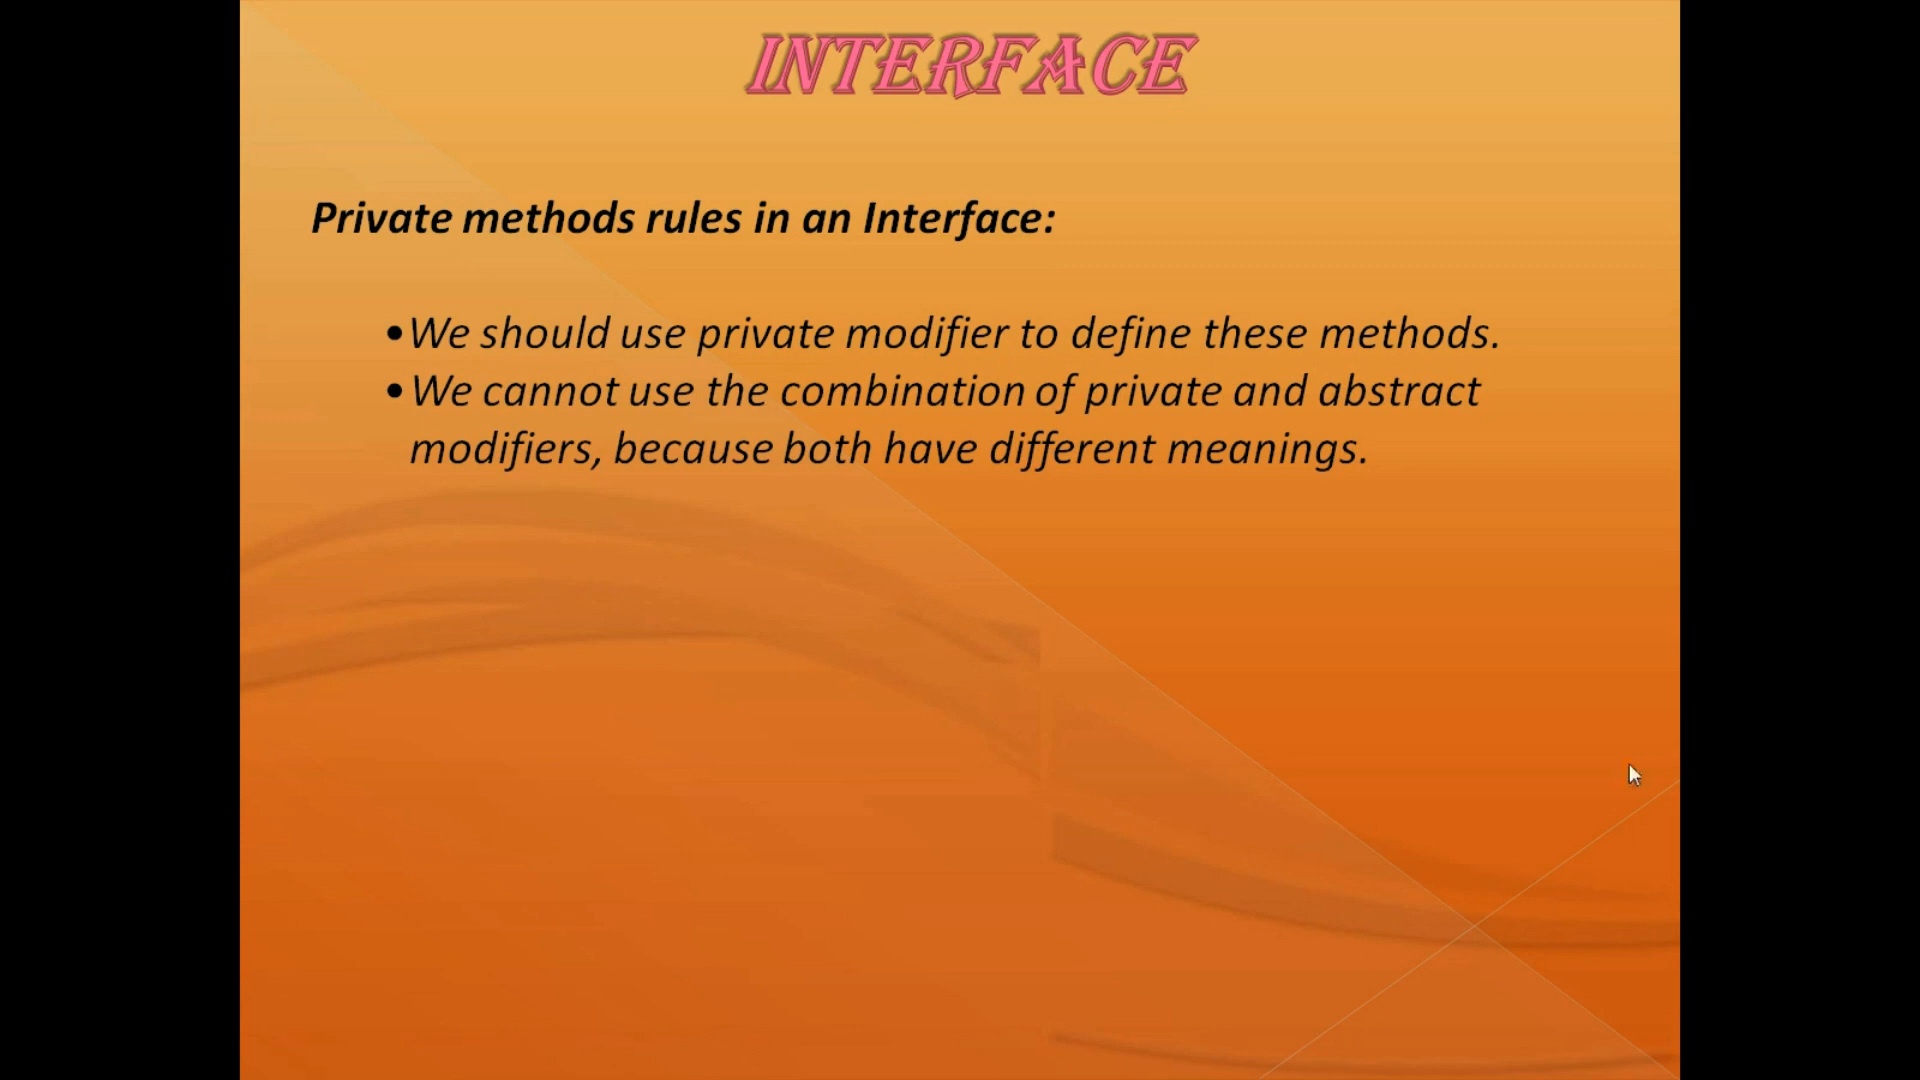 INTERFACE
Private methods rules in an Interface:
•We should use private modifier to define these methods.
•We cannot use the combination of private and abstract
modifiers, because both have different meanings.